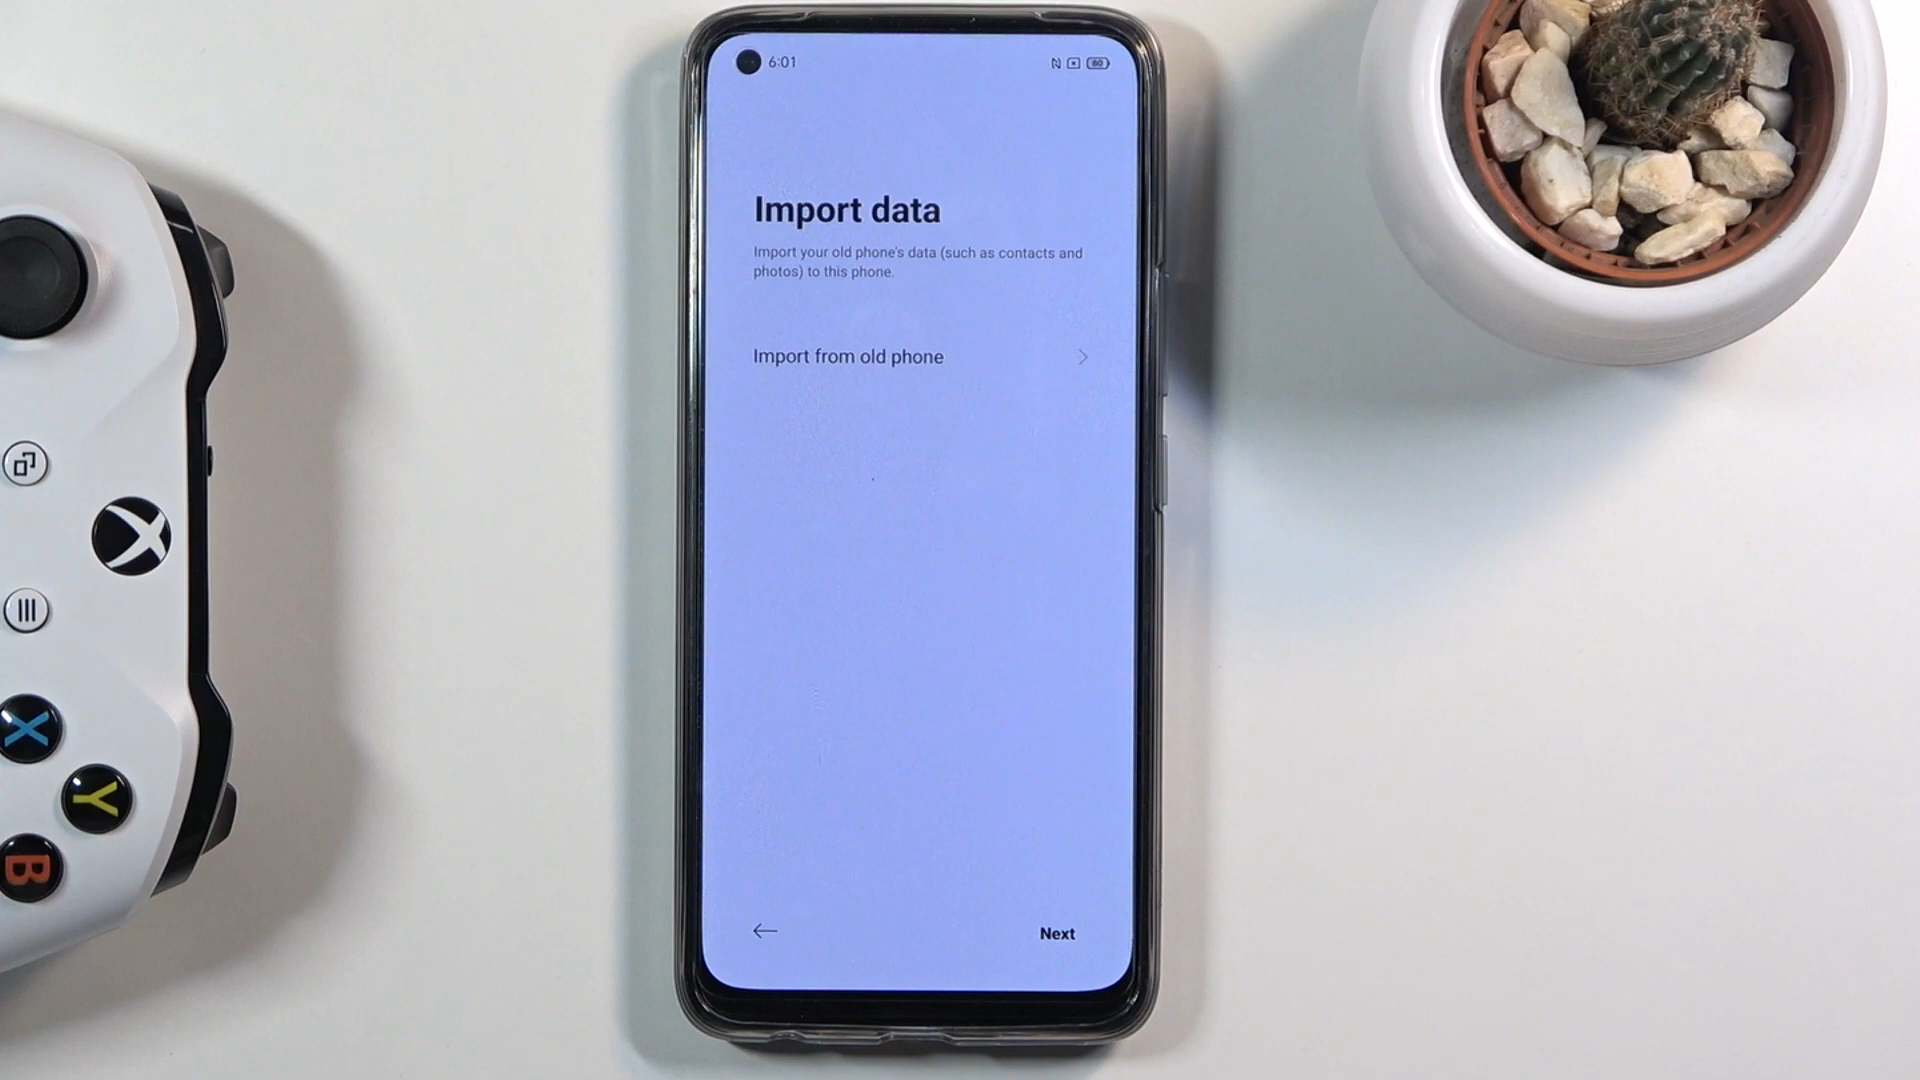 6:01
80
Import data
Import your old phone's data (such as contacts and
photos) to this phone.
Import from old phone
Next
X
Y
B